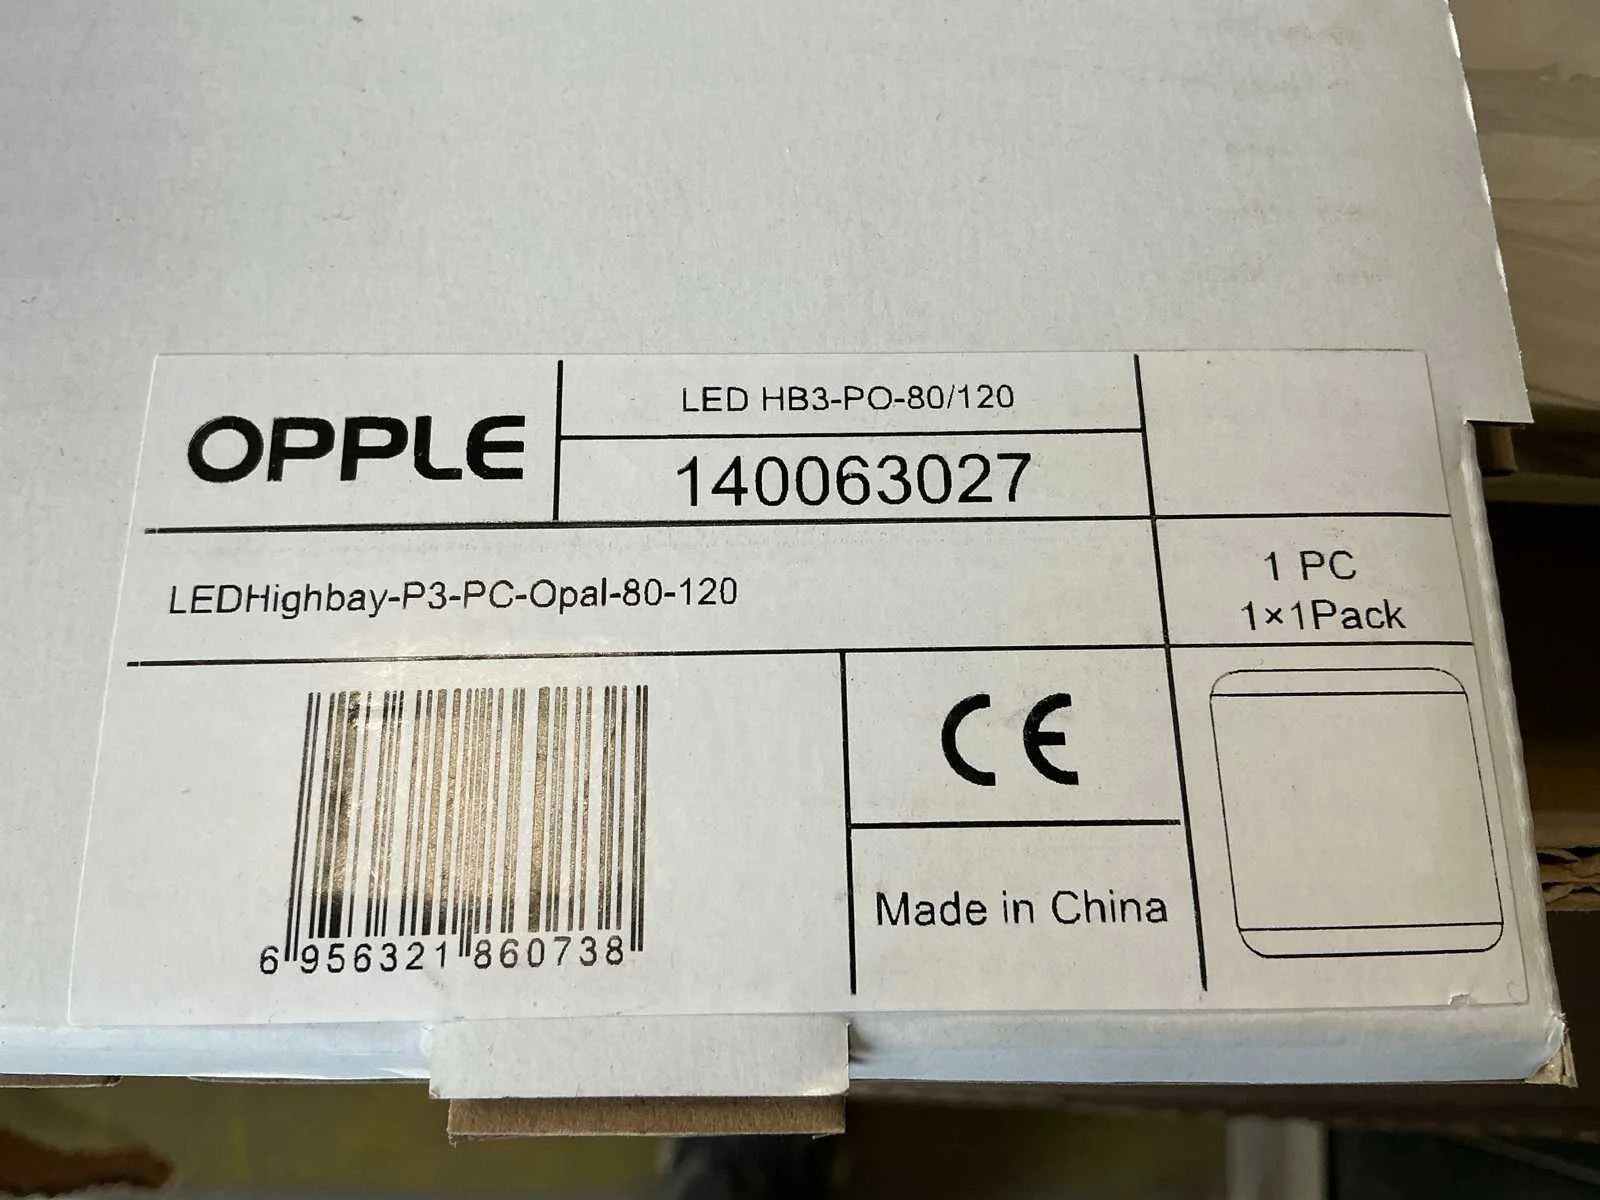 OPPLE
LED HB3-PO-80/120
140063027
LEDHighbay-P3-PC-Opal-80-120
1 PC
1×1Pack
CE
Made in China
6 956321 860738